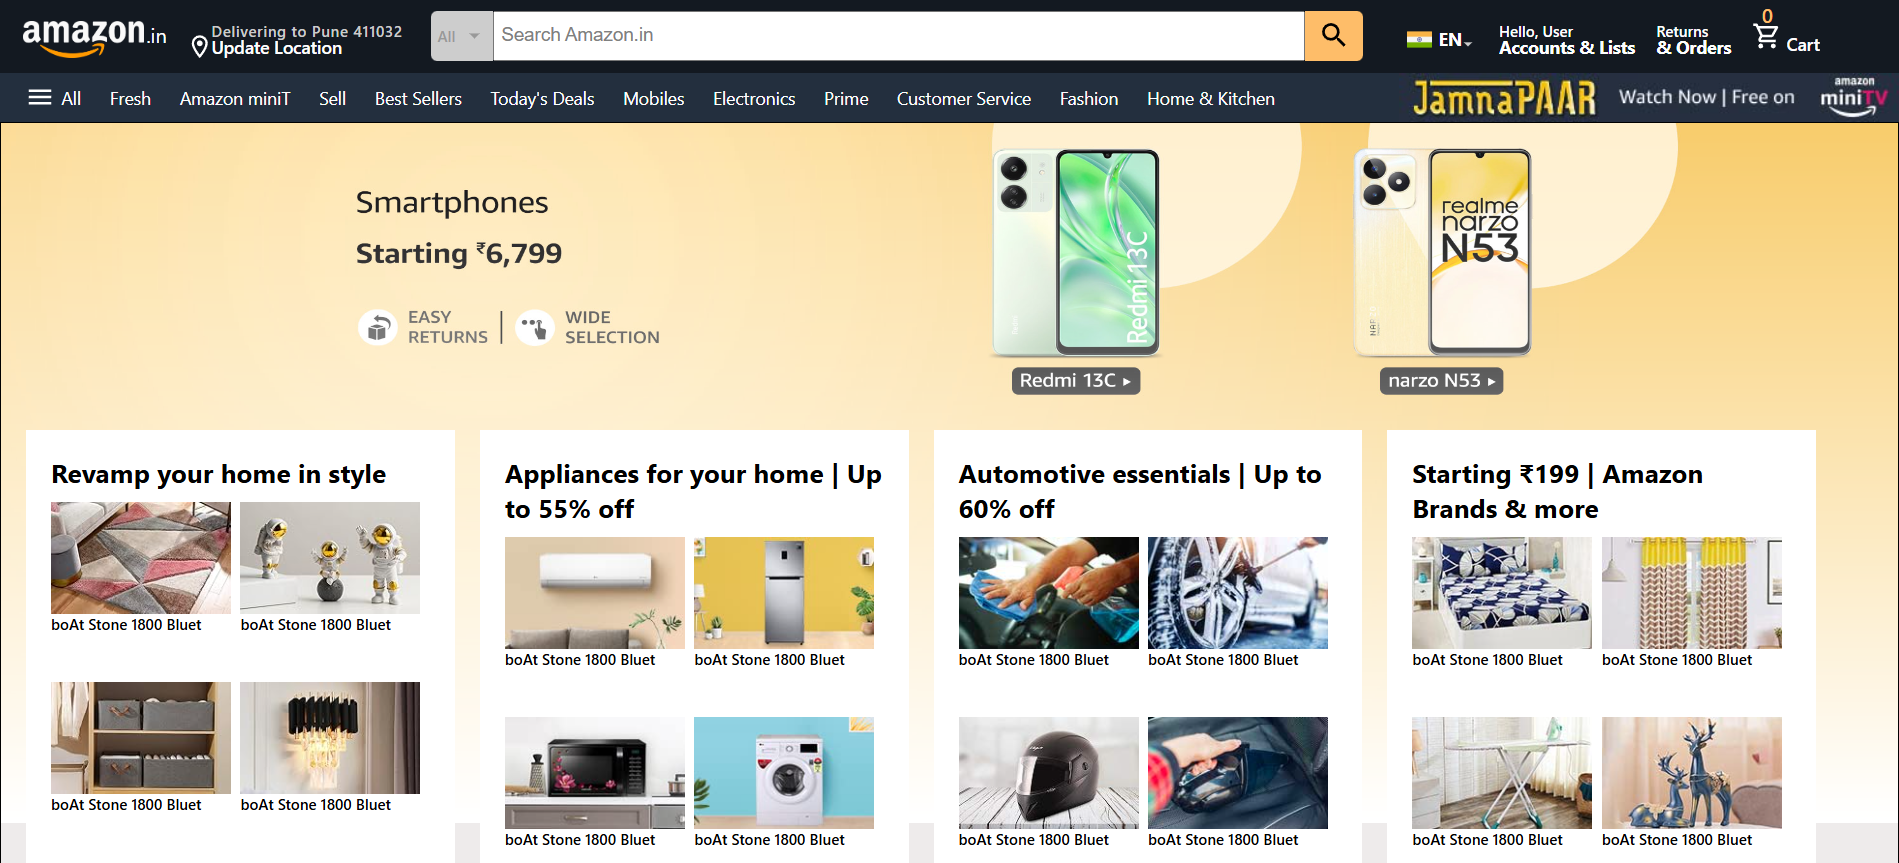 amazon.in
Delivering to Pune 411032
Update Location
All
Search Amazon.in
EN
Hello, User
Accounts & Lists
Returns
& Orders
0
Cart
All
Fresh
Amazon miniT
Sell
Best Sellers
Today's Deals
Mobiles
Electronics
Prime
Customer Service
Fashion
Home & Kitchen
JamnaPAAR
Watch Now | Free on
amazon
miniTV
Smartphones
Starting ₹6,799
EASY
RETURNS
WIDE
SELECTION
Redmi 13C
Redmi 13C
realme
narzo
N53
narzo N53
Revamp your home in style
boAt Stone 1800 Bluet
boAt Stone 1800 Bluet
boAt Stone 1800 Bluet
boAt Stone 1800 Bluet
Appliances for your home | Up
to 55% off
boAt Stone 1800 Bluet
boAt Stone 1800 Bluet
boAt Stone 1800 Bluet
boAt Stone 1800 Bluet
Automotive essentials | Up to
60% off
boAt Stone 1800 Bluet
boAt Stone 1800 Bluet
boAt Stone 1800 Bluet
boAt Stone 1800 Bluet
Starting ₹199 | Amazon
Brands & more
boAt Stone 1800 Bluet
boAt Stone 1800 Bluet
boAt Stone 1800 Bluet
boAt Stone 1800 Bluet